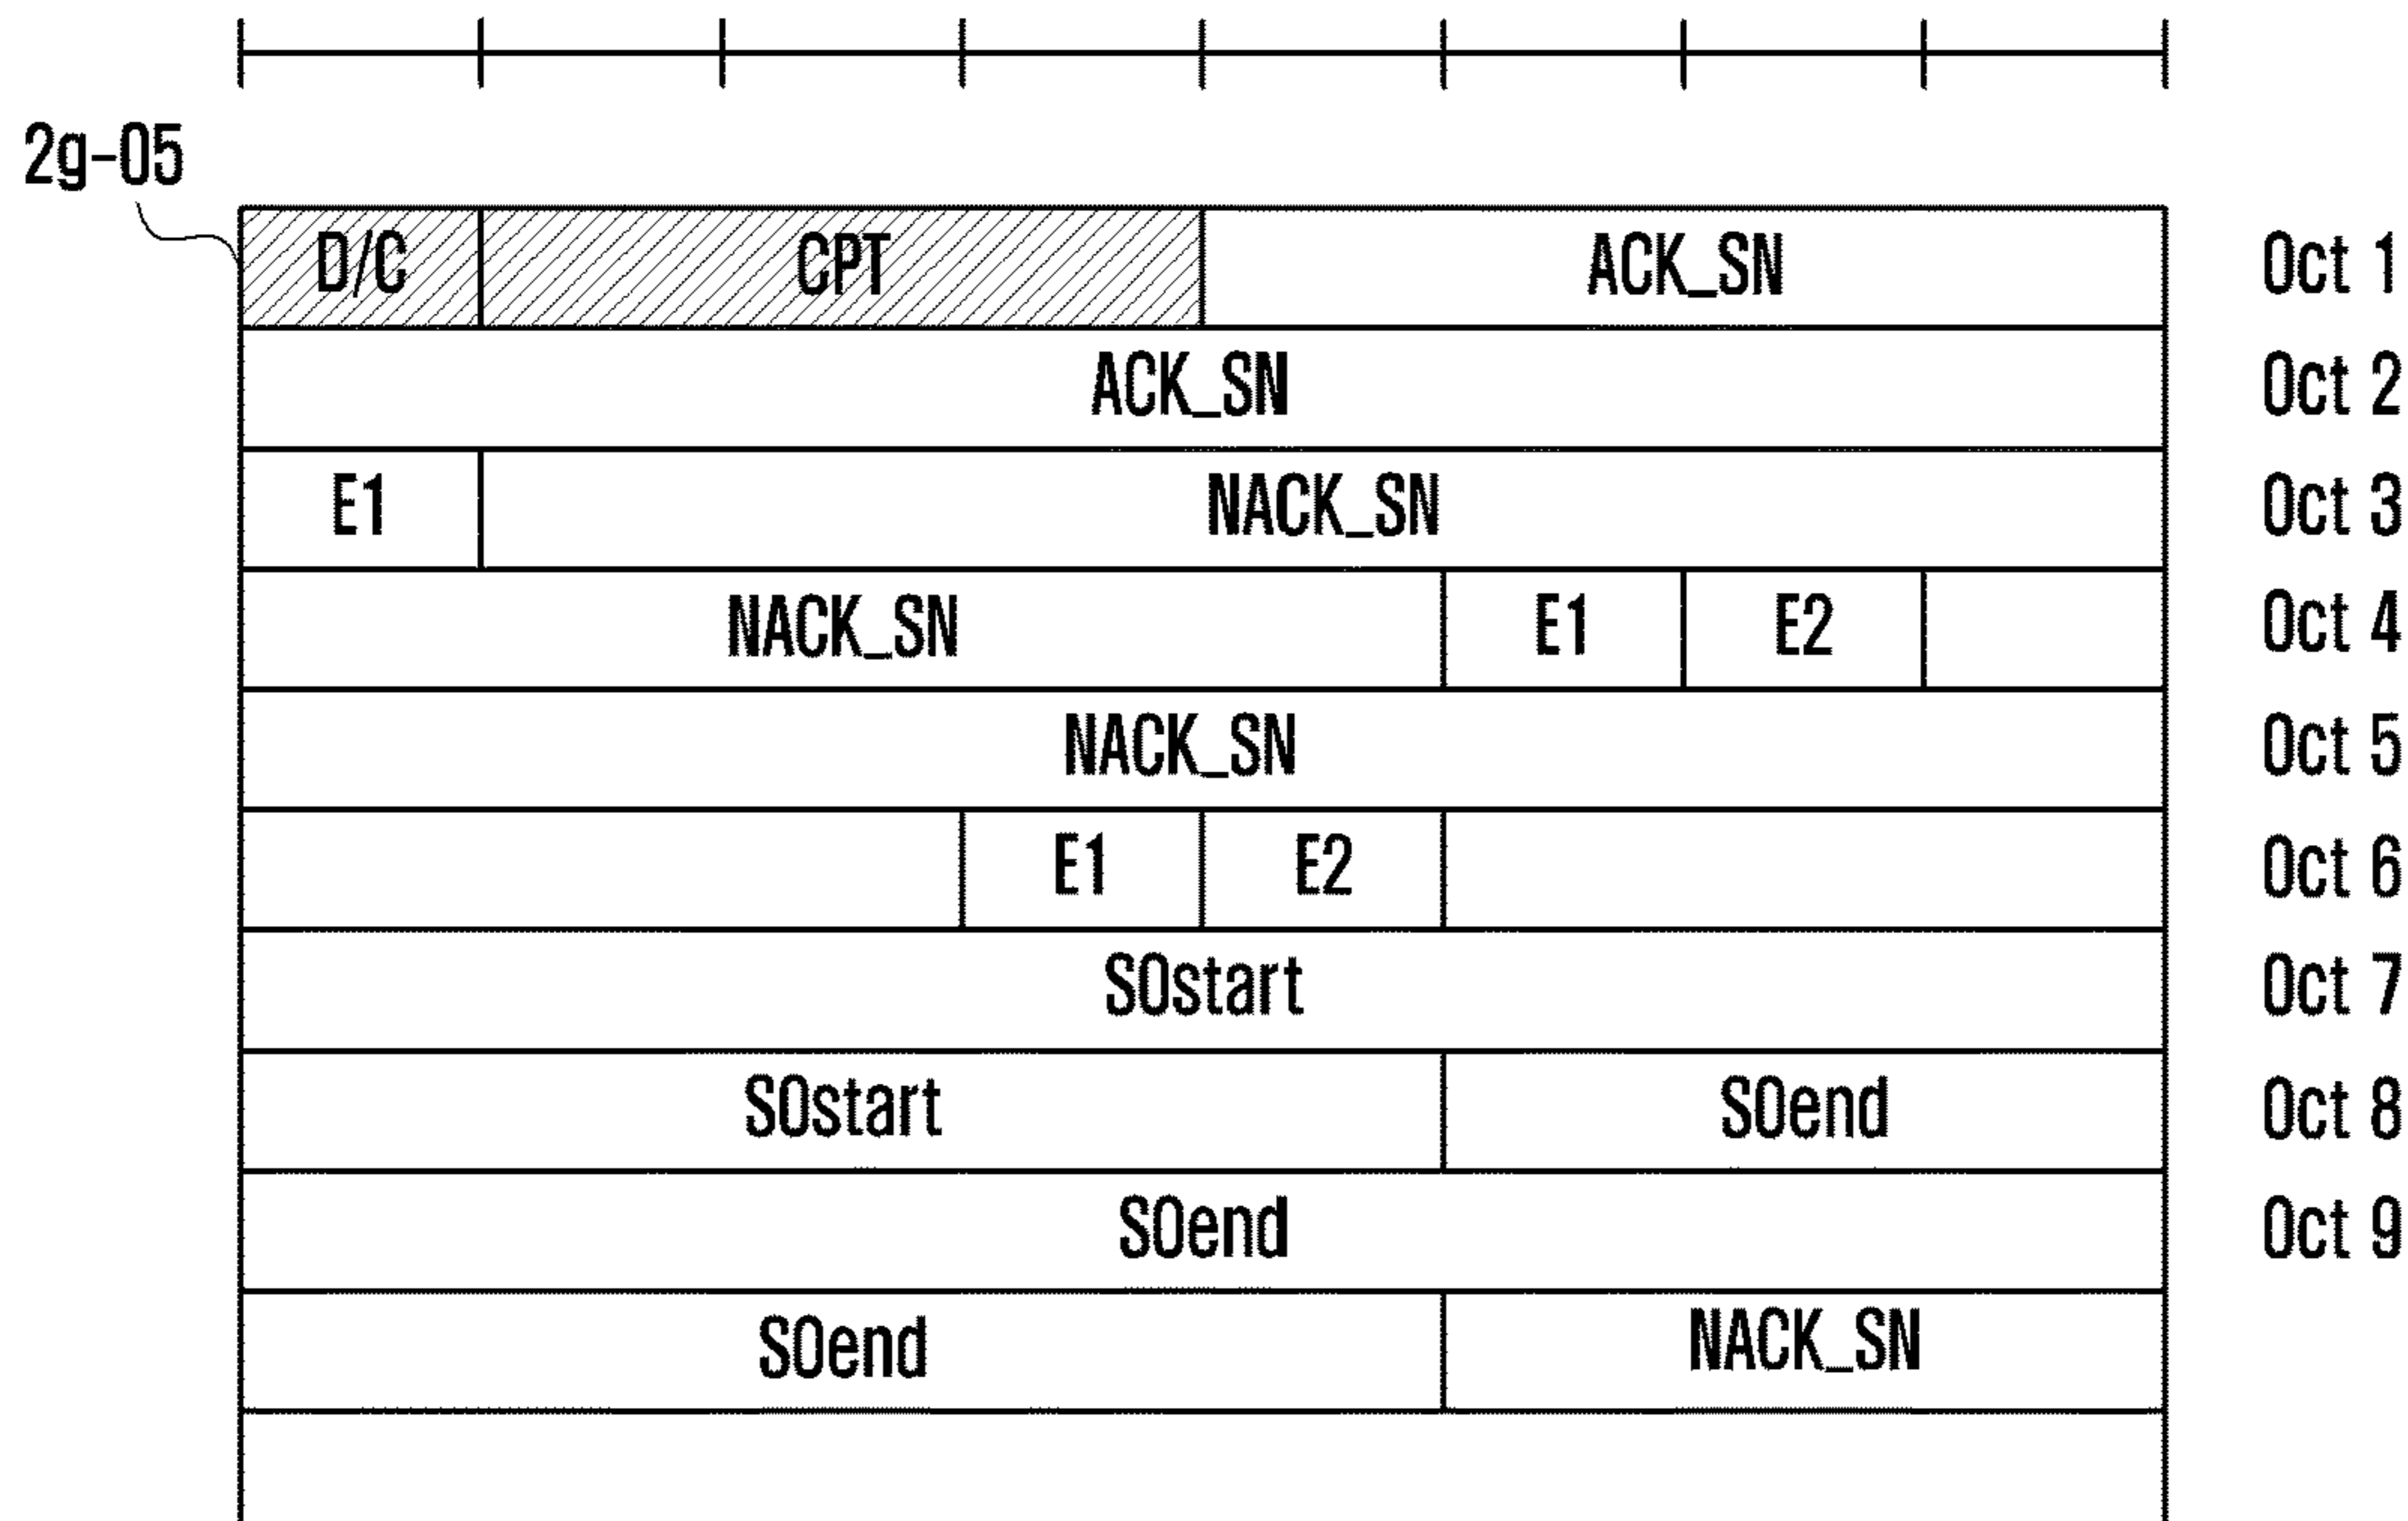 2g-05
D/C CPT ACK_SN Oct 1
ACK_SN Oct 2
E1 NACK_SN Oct 3
NACK_SN E1 E2 Oct 4
NACK_SN Oct 5
E1 E2 Oct 6
SOstart Oct 7
SOstart SOend Oct 8
SOend Oct 9
SOend NACK_SN